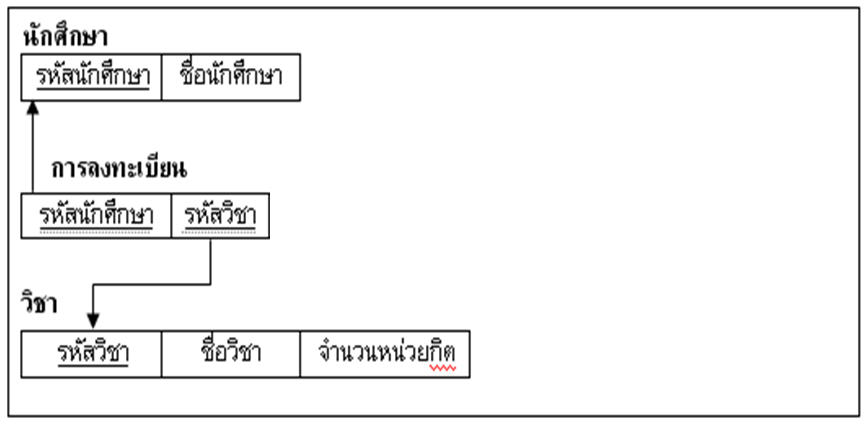 นักศึกษา
รหัสนักศึกษา ชื่อนักศึกษา
การลงทะเบียน
รหัสนักศึกษา รหัสวิชา
วิชา
รหัสวิชา ชื่อวิชา จำนวนหน่วยกิต